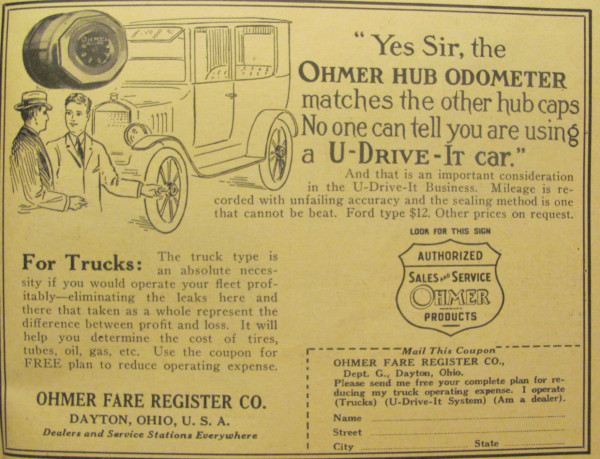 OHMER
"Yes Sir, the
OHMER HUB ODOMETER
matches the other hub caps
No one can tell you are using
a U-DRIVE-IT car."
And that is an important consideration
in the U-Drive-It Business. Mileage is re-
corded with unfailing accuracy and the sealing method is one
that cannot be beat. Ford type $12. Other prices on request.
For Trucks: The truck type is
an absolute neces-
sity if you would operate your fleet prof-
itably—eliminating the leaks here and
there that taken as a whole represent the
difference between profit and loss. It will
help you determine the cost of tires,
tubes, oil, gas, etc. Use the coupon for
FREE plan to reduce operating expense.
OHMER FARE REGISTER CO.
DAYTON, OHIO, U. S. A.
Dealers and Service Stations Everywhere
LOOK FOR THIS SIGN
AUTHORIZED
SALES AND SERVICE
OHMER
PRODUCTS
Mail This Coupon
OHMER FARE REGISTER CO.,
Dept. G., Dayton, Ohio.
Please send me free your complete plan for re-
ducing my truck operating expense. I operate
(Trucks) (U-Drive-It System) (Am a dealer).
Name
Street
City State